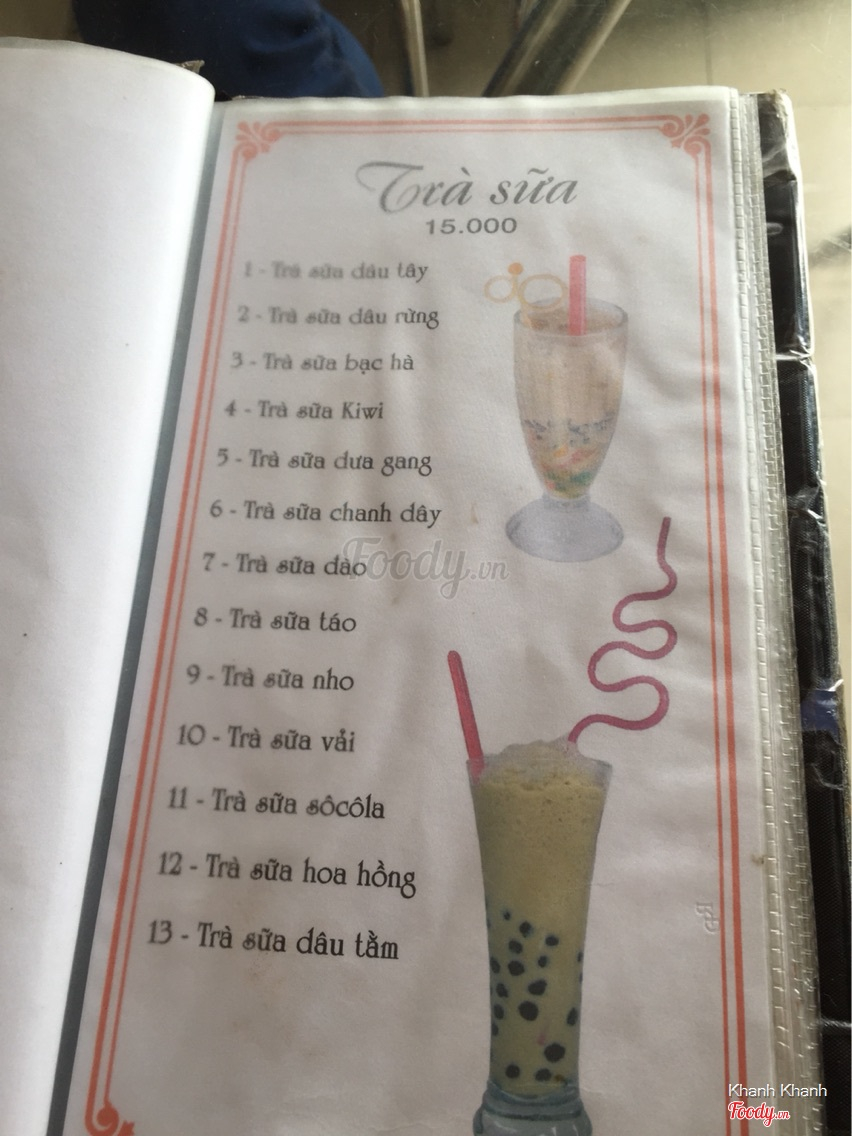 Trà sữa
15.000
1 - Trà sữa dâu tây
2 - Trà sữa dâu rừng
3 - Trà sữa bạc hà
4 - Trà sữa Kiwi
5 - Trà sữa dưa gang
6 - Trà sữa chanh dây
7 - Trà sữa đào
8 - Trà sữa táo
9 - Trà sữa nho
10 - Trà sữa vải
11 - Trà sữa sôcôla
12 - Trà sữa hoa hồng
13 - Trà sữa dâu tằm
Foody.vn
Khanh Khanh
Foody.vn